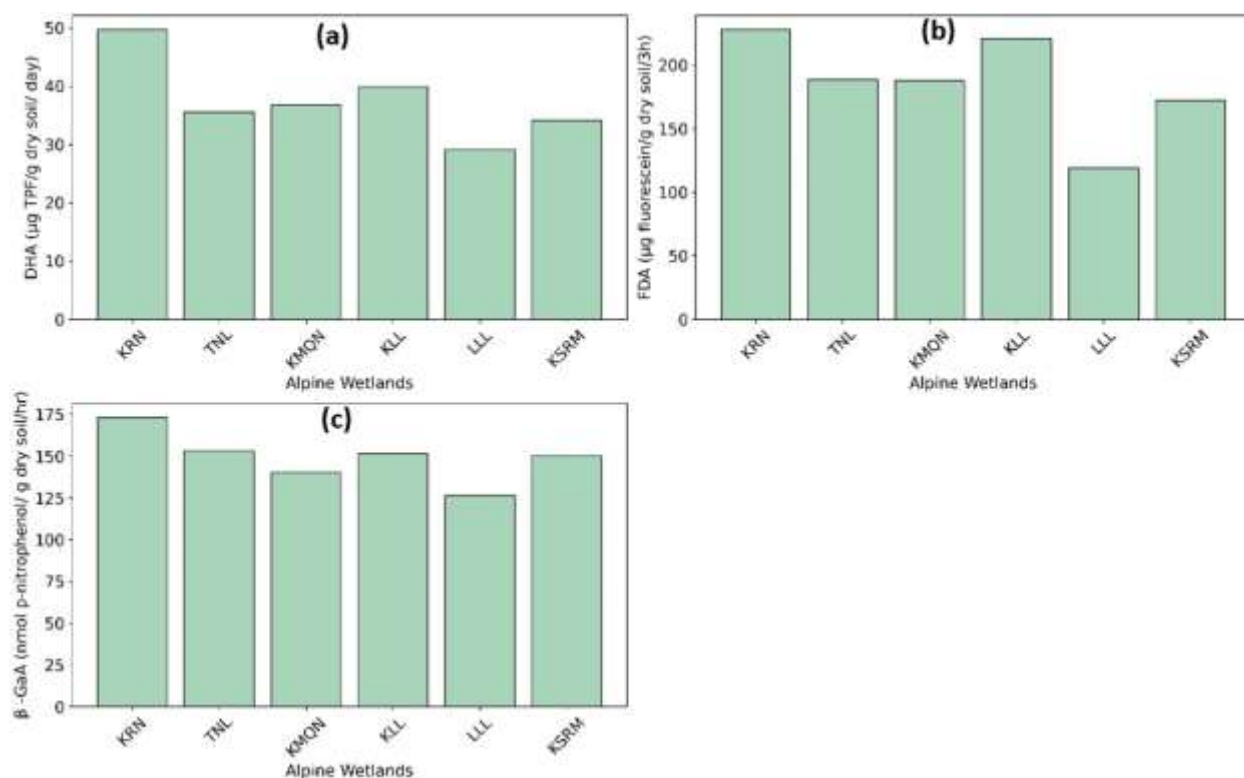 (a)
DHA (µg TPF/g dry soil/ day)
50
40
30
20
10
0
KRN TNL KMQN KLL LLL KSRM
Alpine Wetlands
(b)
FDA (µg fluorescein/g dry soil/3h)
200
150
100
50
0
KRN TNL KMQN KLL LLL KSRM
Alpine Wetlands
(c)
β -GaA (nmol p-nitrophenol/ g dry soil/hr)
175
150
125
100
75
50
25
0
KRN TNL KMQN KLL LLL KSRM
Alpine Wetlands